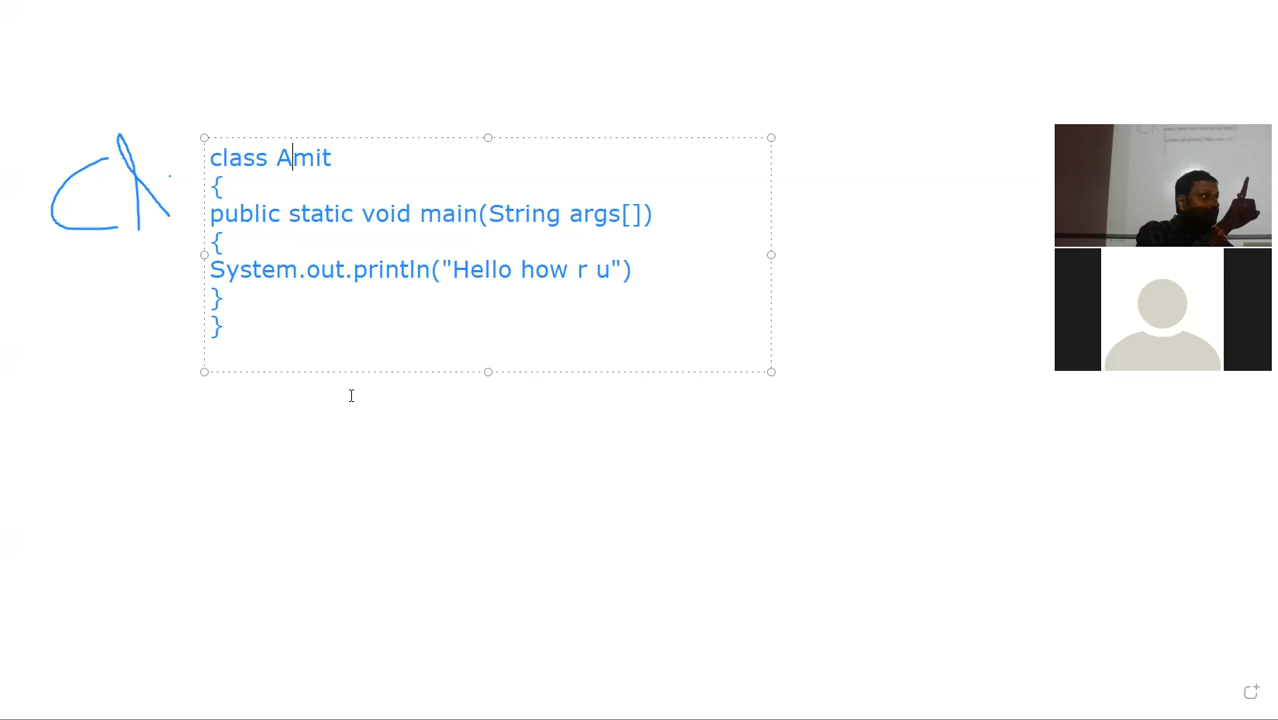 class Amit
{
public static void main(String args[])
{
System.out.println("Hello how r u")
}
}